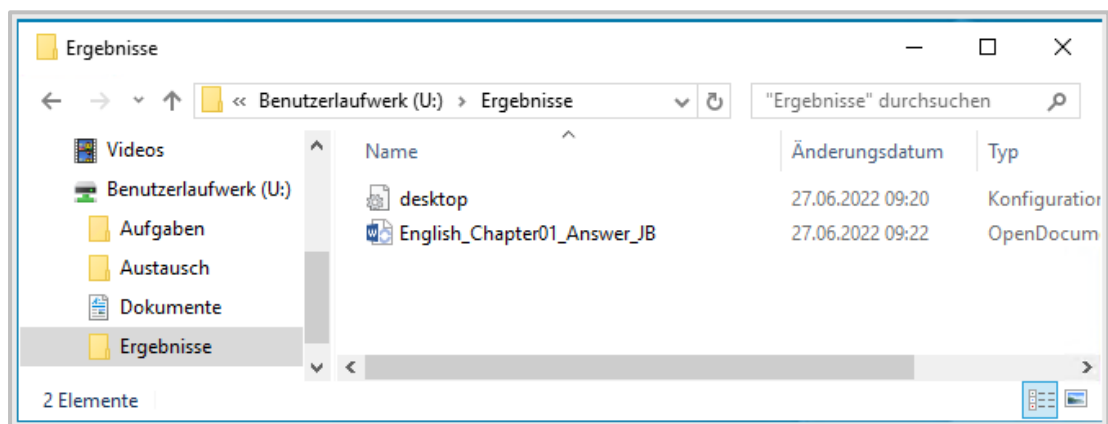 Ergebnisse
« Benutzerlaufwerk (U:) > Ergebnisse
"Ergebnisse" durchsuchen
Videos
Benutzerlaufwerk (U:)
Aufgaben
Austausch
Dokumente
Ergebnisse
Name Änderungsdatum Typ
desktop 27.06.2022 09:20 Konfiguration
English_Chapter01_Answer_JB 27.06.2022 09:22 OpenDocum
2 Elemente